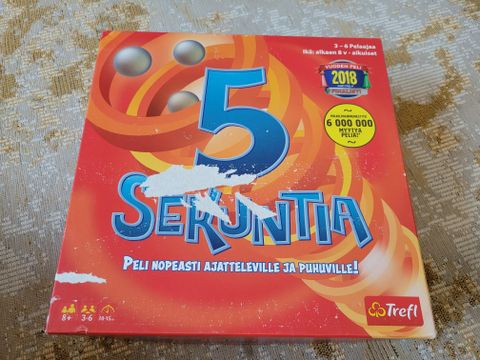 3 – 6 Pelaajaa
Ikä: alkaen 8 v - aikuiset
VUODEN PELI
2018
FINALISTI
MAAILMANLAAJUISESTI
6 000 000
MYYTYÄ
PELIÄ!
5
SEKUNTIA
PELI NOPEASTI AJATTELEVILLE JA PUHUVILLE!
8+
3-6
Trefl